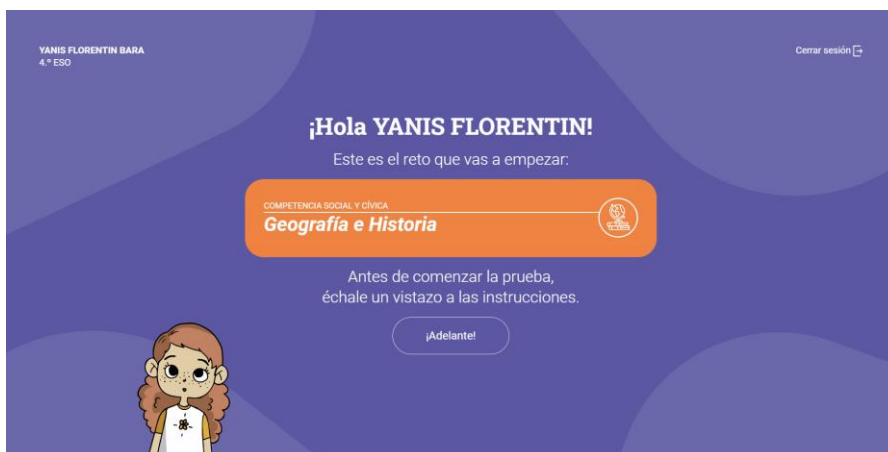 YANIS FLORENTIN BARA
4.º ESO
Cerrar sesión
¡Hola YANIS FLORENTIN!
Este es el reto que vas a empezar:
COMPETENCIA SOCIAL Y CÍVICA
Geografía e Historia
Antes de comenzar la prueba,
échale un vistazo a las instrucciones.
¡Adelante!